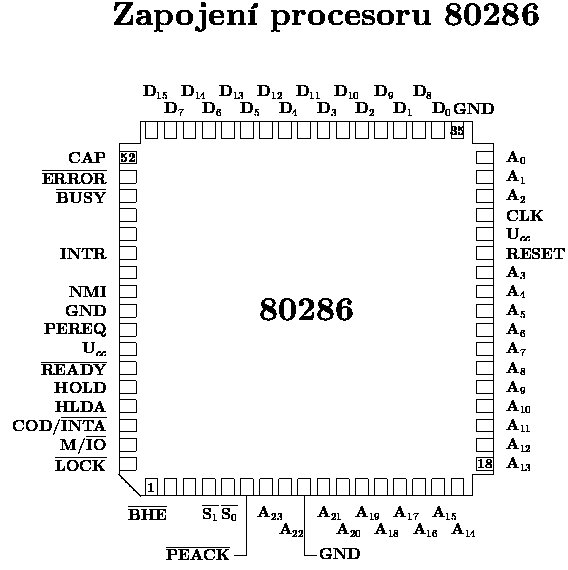 Zapojení procesoru 80286
D15 D14 D13 D12 D11 D10 D9 D8
D7 D6 D5 D4 D3 D2 D1 D0 GND
35
CAP 52 A0
ERROR A1
BUSY A2
CLK
Ucc
INTR RESET
A3
NMI A4
GND 80286 A5
PEREQ A6
Ucc A7
READY A8
HOLD A9
HLDA A10
COD/INTA A11
M/IO A12
LOCK 18 A13
1
BHE S1 S0 A23 A21 A19 A17 A15
A22 A20 A18 A16 A14
PEACK GND